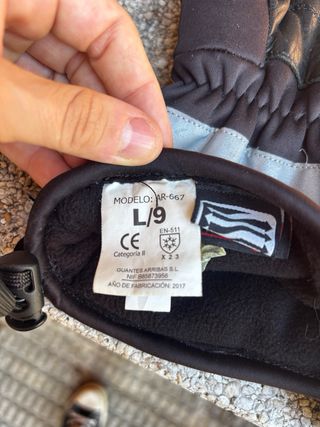 MODELO: AR-667
L/9
CE
EN-511
Categoría II
X 2 3
GUANTES ARRIBAS S.L
NIF.B85873956
AÑO DE FABRICACIÓN: 2017